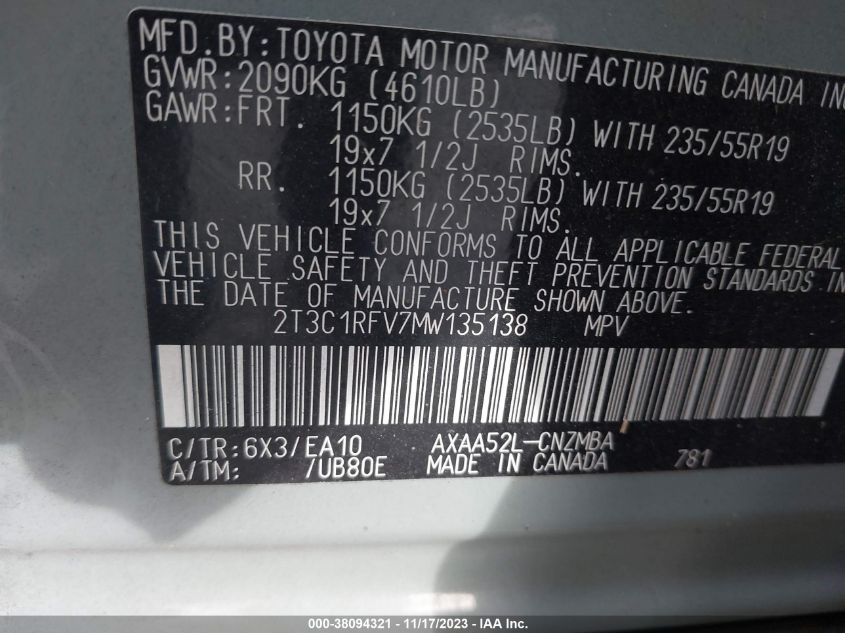 MFD.BY:TOYOTA MOTOR MANUFACTURING CANADA INC
GVWR:2090KG (4610LB)
GAWR:FRT. 1150KG (2535LB) WITH 235/55R19
19x7 1/2J RIMS.
RR. 1150KG (2535LB) WITH 235/55R19
19x7 1/2J RIMS.
THIS VEHICLE CONFORMS TO ALL APPLICABLE FEDERAL
VEHICLE SAFETY AND THEFT PREVENTION STANDARDS IN
THE DATE OF MANUFACTURE SHOWN ABOVE.
2T3C1RFV7MW135138 MPV
C/TR:6X3/EA10 AXAA52L-CNZMBA
A/TM: /UB80E MADE IN CANADA 781
000-38094321 - 11/17/2023 - IAA Inc.